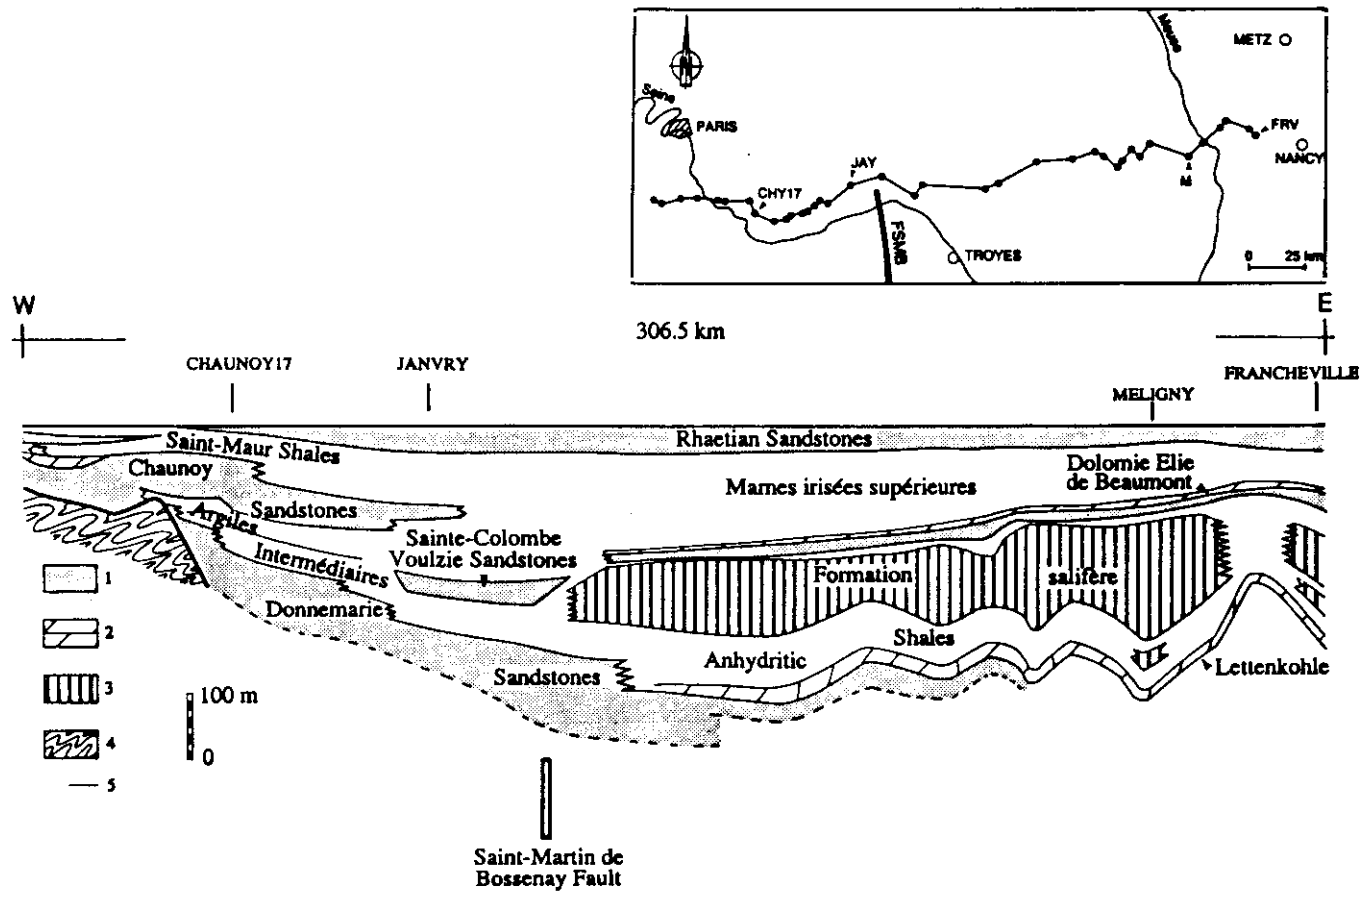 N
Seine
PARIS
Meuse
METZ
FRV
NANCY
JAY
CHY17
M
FSMB
TROYES
0 25 km
W
E
306.5 km
CHAUNOY17
JANVRY
MELIGNY
FRANCHEVILLE
Saint-Maur Shales
Rhaetian Sandstones
Chaunoy
Sandstones
Marnes irisées supérieures
Dolomie Elie
de Beaumont
Argiles
Intermédiaires
Sainte-Colombe
Voulzie Sandstones
Formation salifère
Donnemarie
Sandstones
Anhydritic
Shales
Lettenkohle
1
2
3
4
5
100 m
0
Saint-Martin de
Bossenay Fault